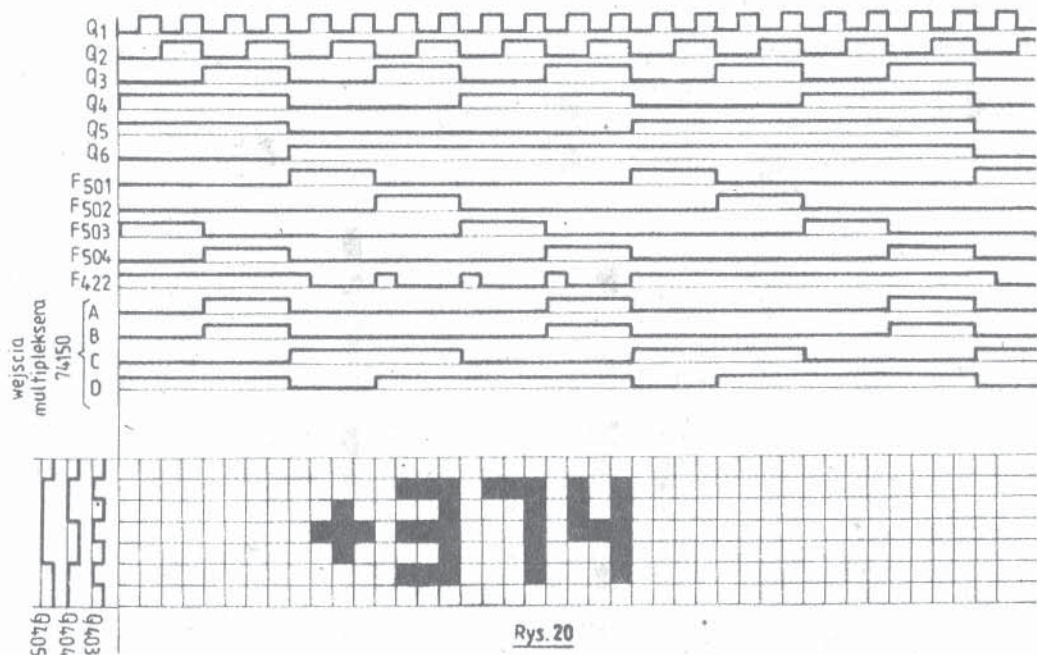 Q1
Q2
Q3
Q4
Q5
Q6
F501
F502
F503
F504
F422
wejścia
multipleksera
74150
A
B
C
D
+374
Q405
Q404
Q403
Rys. 20